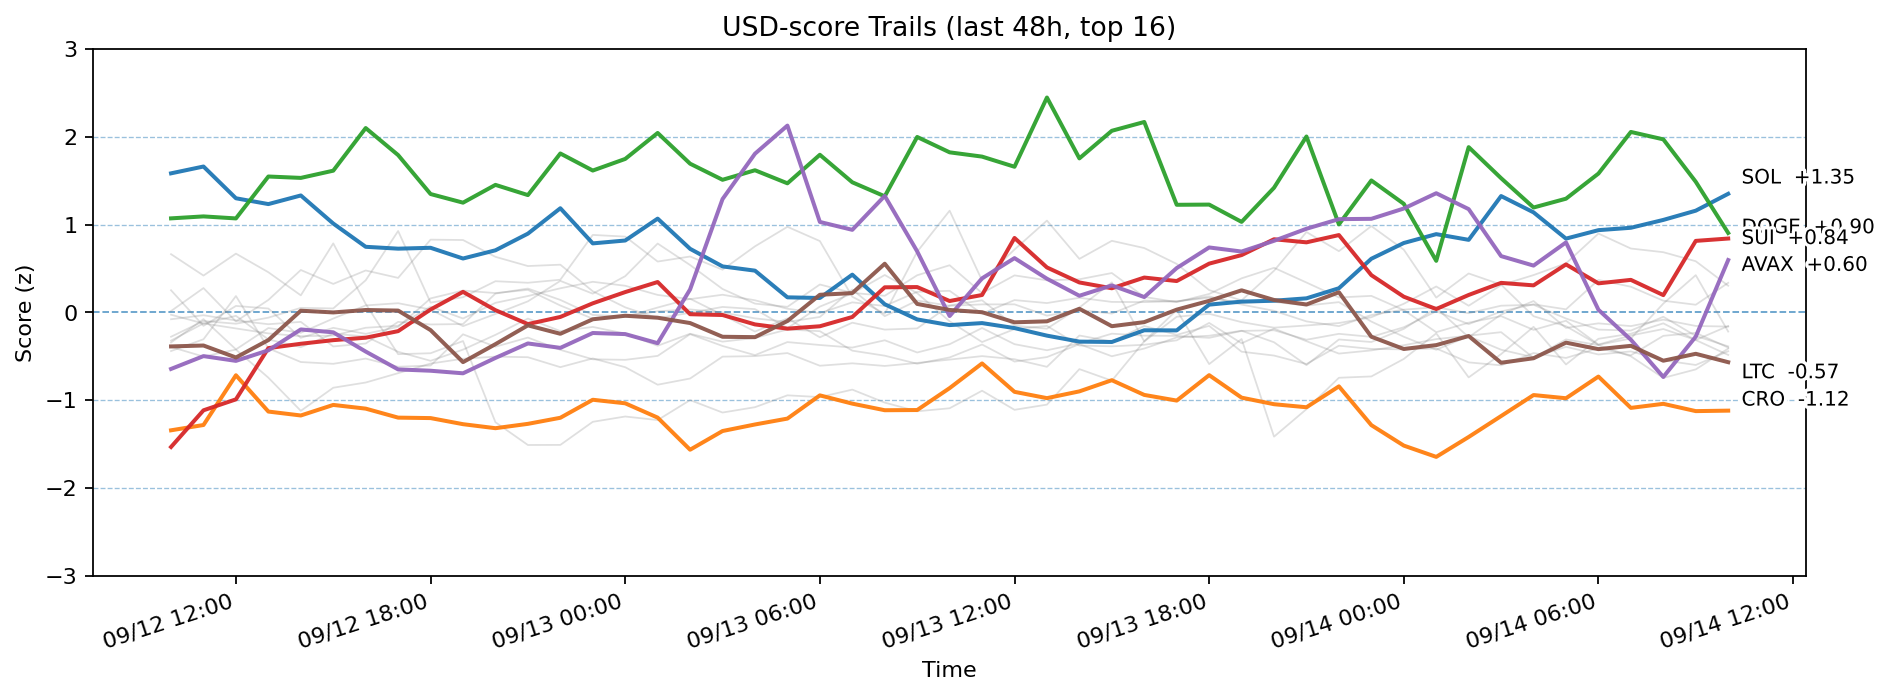 USD-score Trails (last 48h, top 16)
3
2
1
0
−1
−2
−3
Score (z)
SOL +1.35
DOGE +0.90
SUI +0.84
AVAX +0.60
LTC -0.57
CRO -1.12
09/12 12:00
09/12 18:00
09/13 00:00
09/13 06:00
09/13 12:00
09/13 18:00
09/14 00:00
09/14 06:00
09/14 12:00
Time